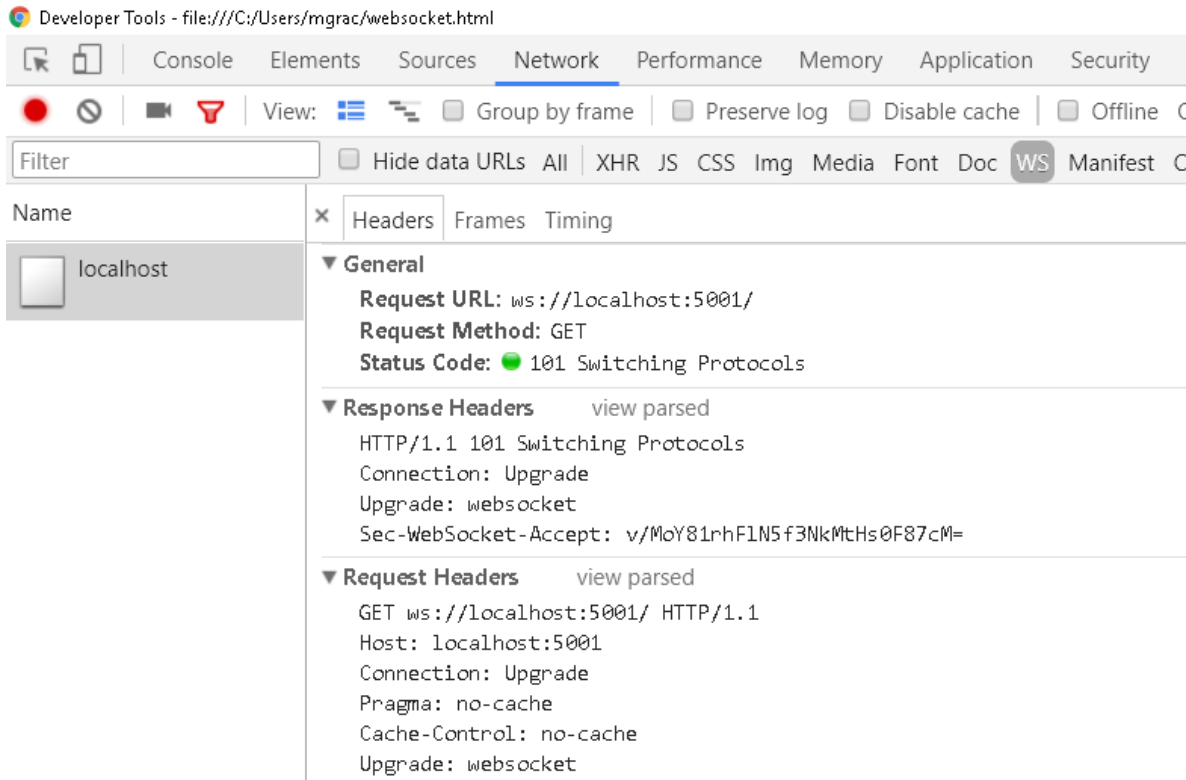 Developer Tools - file:///C:/Users/mgrac/websocket.html
Console Elements Sources Network Performance Memory Application Security
View: Group by frame Preserve log Disable cache Offline
Filter Hide data URLs All XHR JS CSS Img Media Font Doc WS Manifest
Name
Headers Frames Timing
localhost
General
Request URL: ws://localhost:5001/
Request Method: GET
Status Code: 101 Switching Protocols
Response Headers view parsed
HTTP/1.1 101 Switching Protocols
Connection: Upgrade
Upgrade: websocket
Sec-WebSocket-Accept: v/MoY81rhFlN5f3NkMtHs0F87cM=
Request Headers view parsed
GET ws://localhost:5001/ HTTP/1.1
Host: localhost:5001
Connection: Upgrade
Pragma: no-cache
Cache-Control: no-cache
Upgrade: websocket